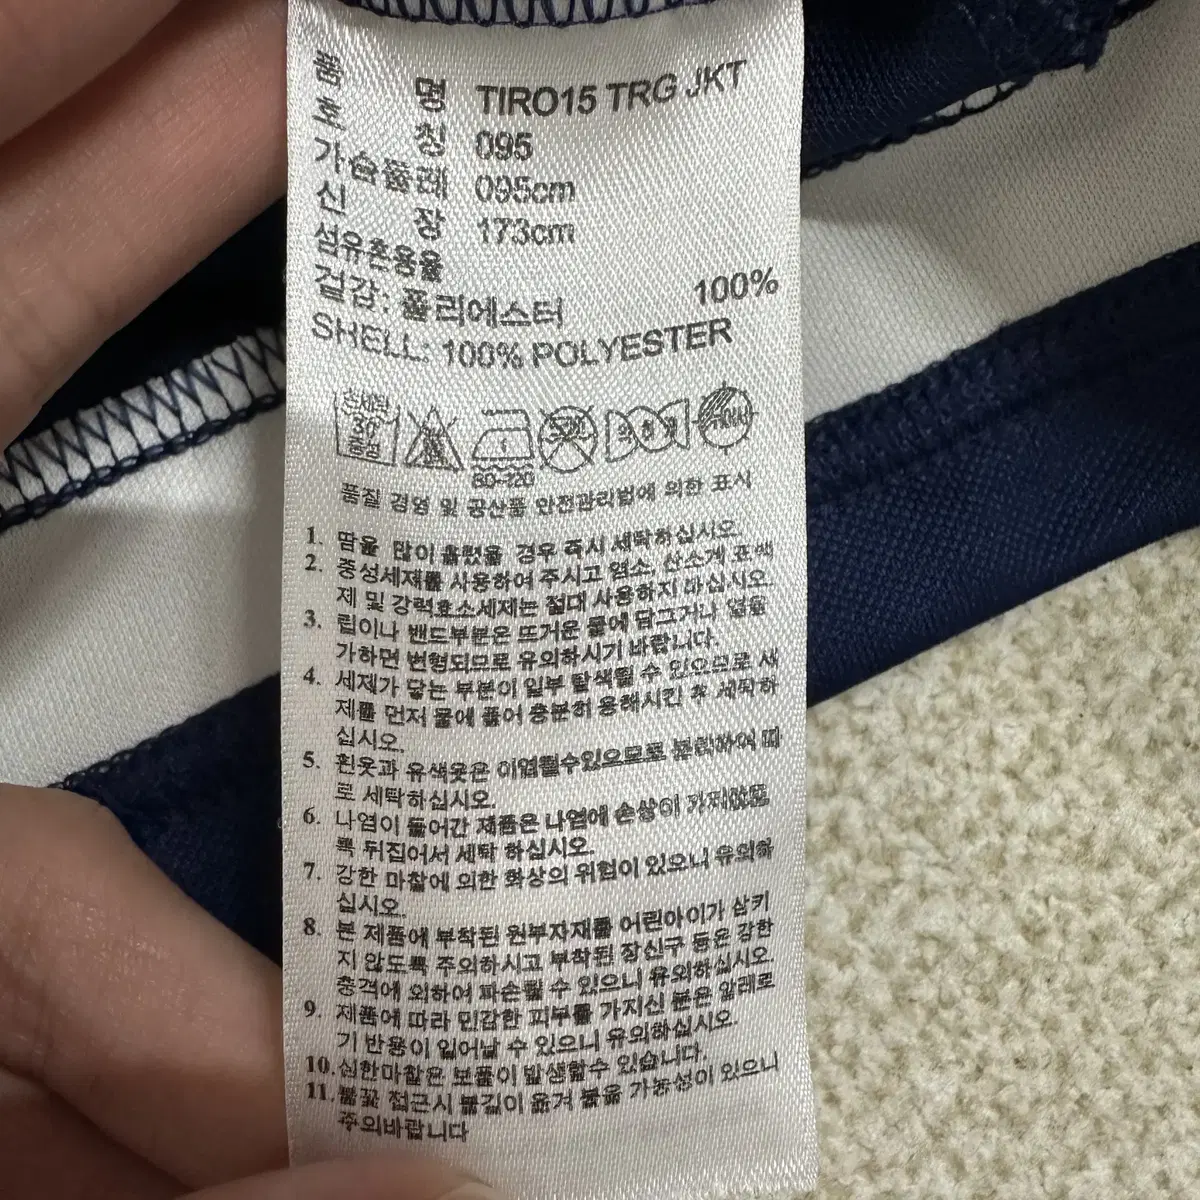 품 명 TIRO15 TRG JKT
호 칭 095
가슴둘레 095cm
신 장 173cm
섬유혼용율
겉감: 폴리에스터 100%
SHELL: 100% POLYESTER
30
중성
80-120
품질 경영 및 공산품 안전관리법에 의한 표시
1. 땀을 많이 흘렸을 경우 즉시 세탁하십시오.
2. 중성세제를 사용하여 주시고 염소, 산소계 표백
제 및 강력효소세제는 절대 사용하지 마십시오.
3. 립이나 밴드부분은 뜨거운 물에 담그거나 열을
가하면 변형되므로 유의하시기 바랍니다.
4. 세제가 닿는 부분이 일부 탈색될 수 있으므로 세
제를 먼저 물에 풀어 충분히 용해시킨 후 세탁하
십시오.
5. 흰옷과 유색옷은 이염될수있으므로 분리하여 따
로 세탁하십시오.
6. 나염이 들어간 제품은 나염에 손상이 가지않도
록 뒤집어서 세탁 하십시오.
7. 강한 마찰에 의한 화상의 위험이 있으니 유의하
십시오.
8. 본 제품에 부착된 원부자재를 어린아이가 삼키
지 않도록 주의하시고 부착된 장신구 등은 강한
충격에 의하여 파손될 수 있으니 유의하십시오.
9. 제품에 따라 민감한 피부를 가지신 분은 알레르
기 반응이 일어날 수 있으니 유의하십시오.
10.심한마찰은 보풀이 발생할수 있습니다.
11.불꽃 접근시 불길이 옮겨 붙을 가능성이 있으니
주의바랍니다